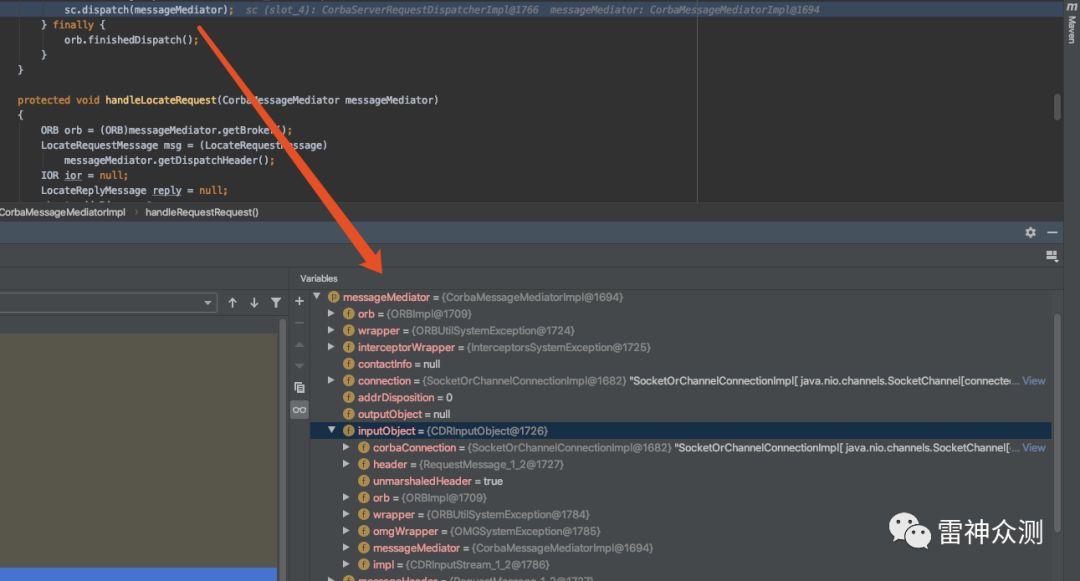 sc.dispatch(messageMediator);  sc (slot_4): CorbaServerRequestDispatcherImpl@1766  messageMediator: CorbaMessageMediatorImpl@1694
} finally {
orb.finishedDispatch();
}
}
protected void handleLocateRequest(CorbaMessageMediator messageMediator)
{
ORB orb = (ORB)messageMediator.getBroker();
LocateRequestMessage msg = (LocateRequestMessage)
messageMediator.getDispatchHeader();
IOR ior = null;
LocateReplyMessage reply = null;
CorbaMessageMediatorImpl › handleRequestRequest()
m
Maven
Variables
messageMediator = {CorbaMessageMediatorImpl@1694}
orb = {ORBImpl@1709}
wrapper = {ORBUtilSystemException@1724}
interceptorWrapper = {InterceptorsSystemException@1725}
contactInfo = null
connection = {SocketOrChannelConnectionImpl@1682} "SocketOrChannelConnectionImpl[ java.nio.channels.SocketChannel[connected... View
addrDisposition = 0
outputObject = null
inputObject = {CDRInputObject@1726}
corbaConnection = {SocketOrChannelConnectionImpl@1682} "SocketOrChannelConnectionImpl[ java.nio.channels.SocketChannel[... View
header = {RequestMessage_1_2@1727}
unmarshaledHeader = true
orb = {ORBImpl@1709}
wrapper = {ORBUtilSystemException@1784}
omgWrapper = {OMGSystemException@1785}
messageMediator = {CorbaMessageMediatorImpl@1694}
impl = {CDRInputStream_1_2@1786}
messageHeader = {RequestMessage_1_2@1727}
雷神众测